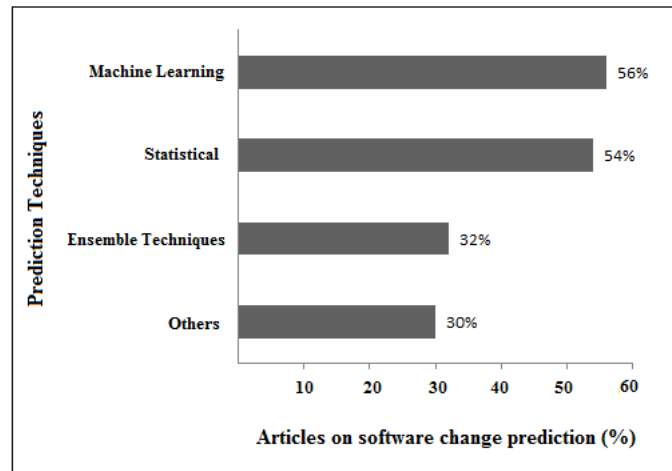 Prediction Techniques
Machine Learning
56%
Statistical
54%
Ensemble Techniques
32%
Others
30%
10 20 30 40 50 60
Articles on software change prediction (%)